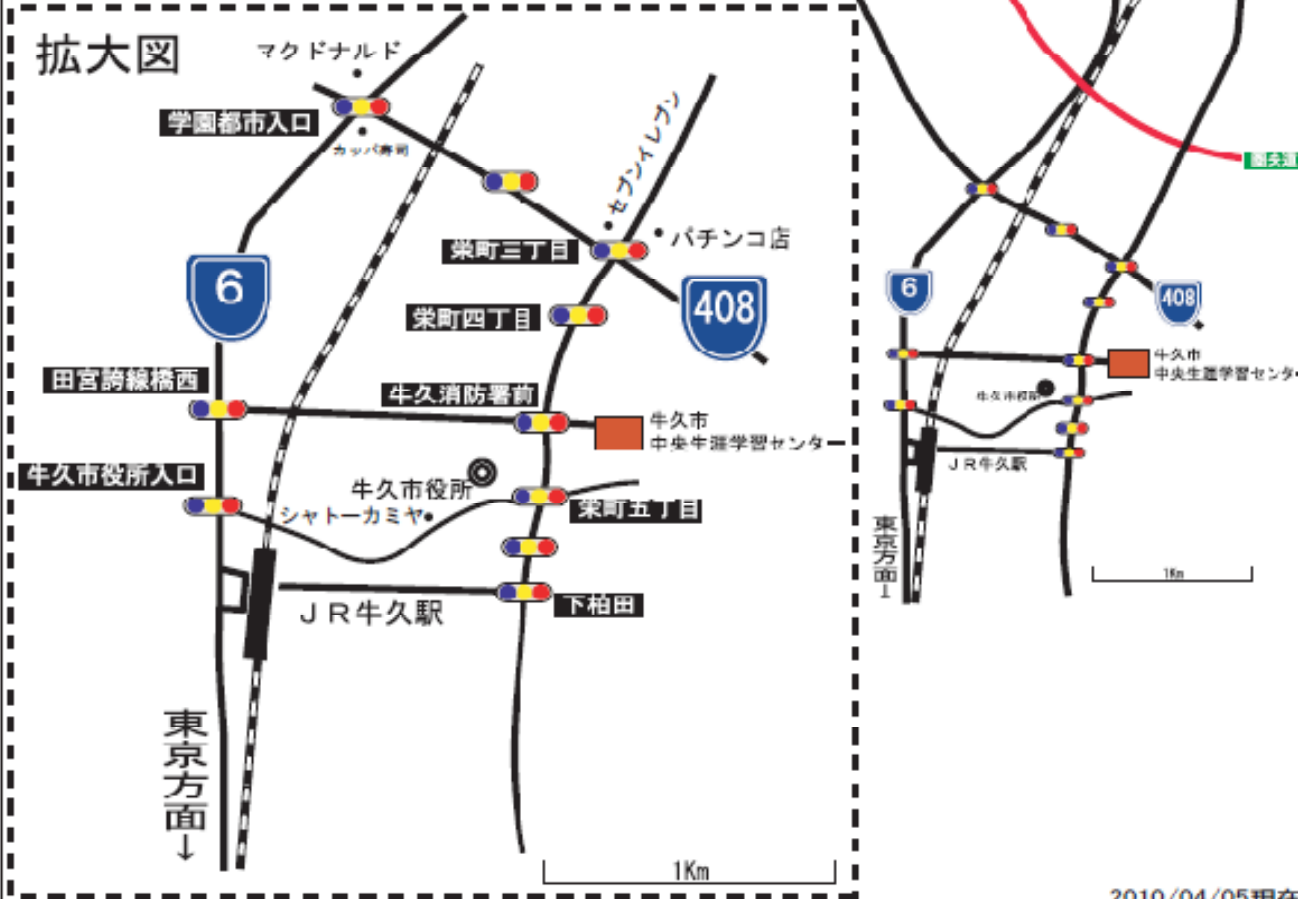 拡大図
マクドナルド
学園都市入口
カッパ寿司
セブンイレブン
パチンコ店
栄町三丁目
6
408
栄町四丁目
田宮誇線橋西
牛久消防署前
牛久市
中央生涯学習センター
牛久市役所入口
牛久市役所
シャトーカミヤ
栄町五丁目
JR牛久駅
下柏田
東京方面↓
1Km
圏央道
6
408
牛久市
中央生涯学習センター
牛久市役所
JR牛久駅
東京方面↓
1Km
2010/04/05現在